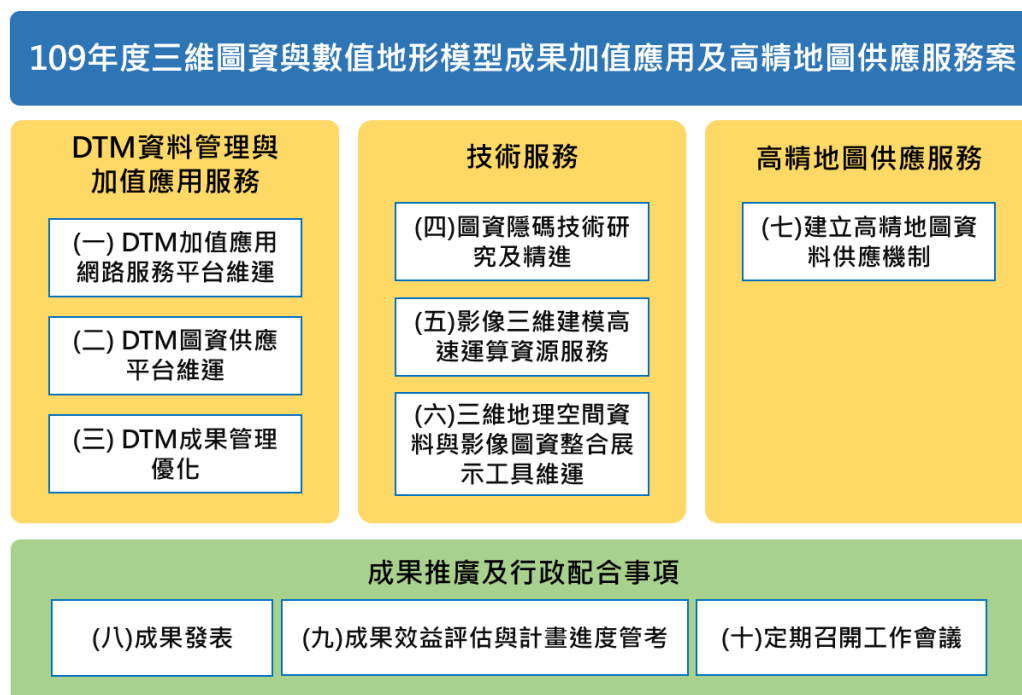 109年度三維圖資與數值地形模型成果加值應用及高精地圖供應服務案
DTM資料管理與
加值應用服務
(一) DTM加值應用
網路服務平台維運
(二) DTM圖資供應
平台維運
(三) DTM成果管理
優化
技術服務
(四)圖資隱碼技術研
究及精進
(五)影像三維建模高
速運算資源服務
(六)三維地理空間資
料與影像圖資整合展
示工具維運
高精地圖供應服務
(七)建立高精地圖資
料供應機制
成果推廣及行政配合事項
(八)成果發表
(九)成果效益評估與計畫進度管考
(十)定期召開工作會議